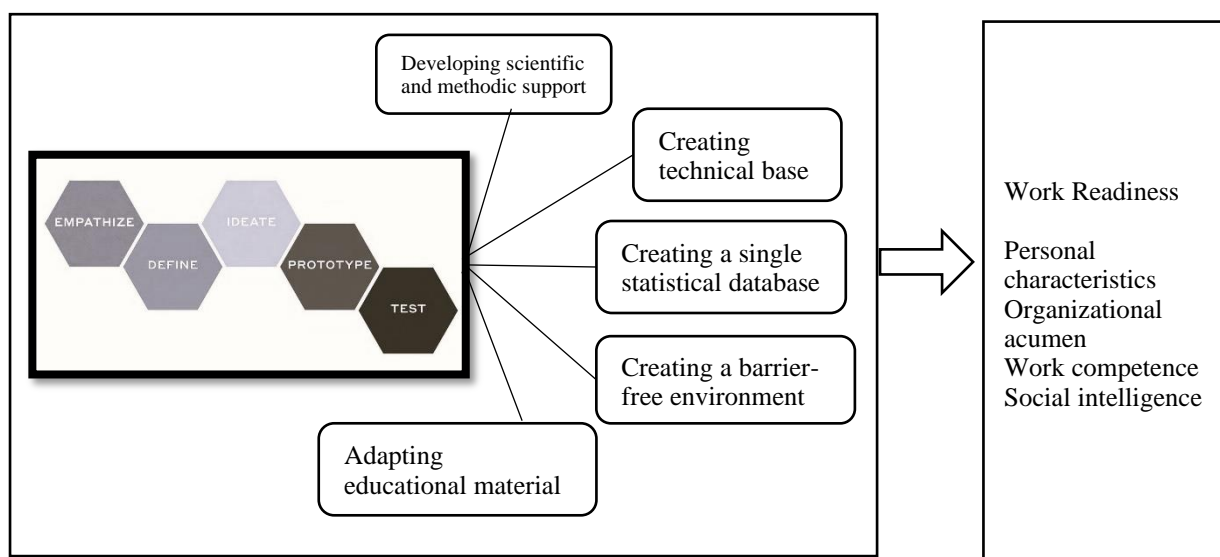 Developing scientific
and methodic support
Creating
technical base
EMPATHIZE
IDEATE
DEFINE
PROTOTYPE
TEST
Creating a single
statistical database
Creating a barrier-
free environment
Adapting
educational material
Work Readiness
Personal
characteristics
Organizational
acumen
Work competence
Social intelligence